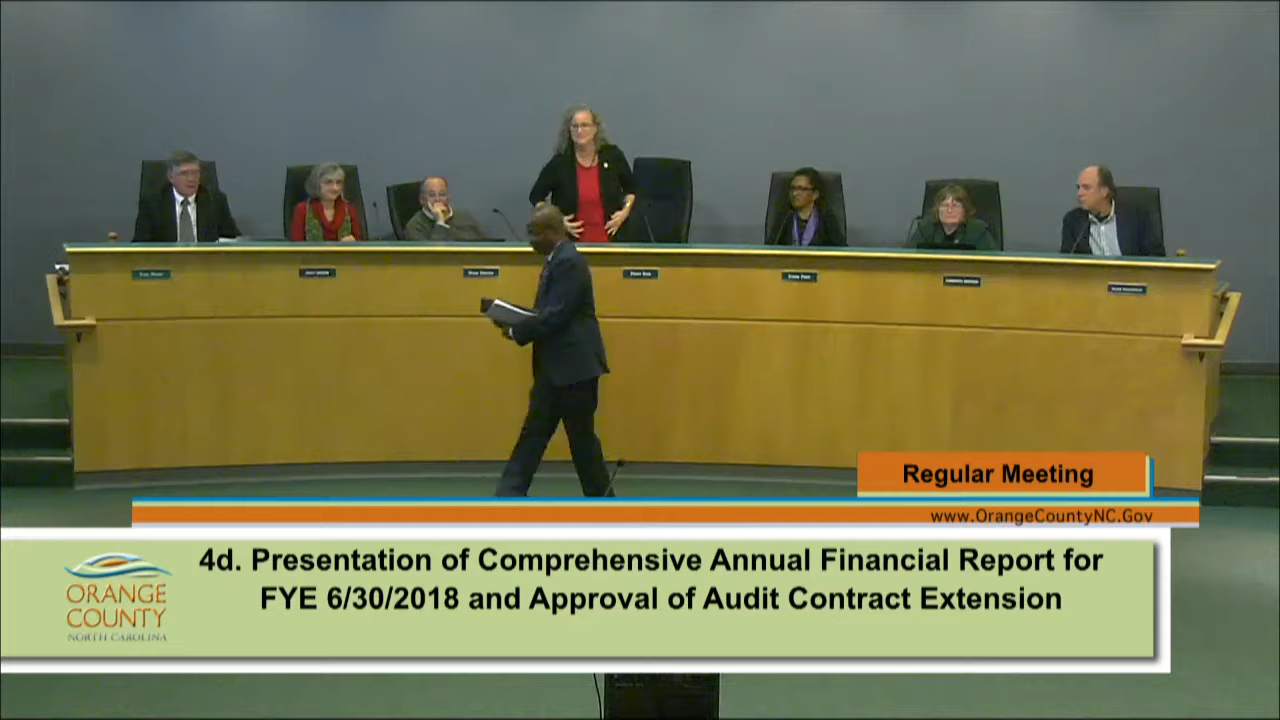 Regular Meeting
www.OrangeCountyNC.Gov
4d. Presentation of Comprehensive Annual Financial Report for
FYE 6/30/2018 and Approval of Audit Contract Extension
ORANGE
COUNTY
NORTH CAROLINA